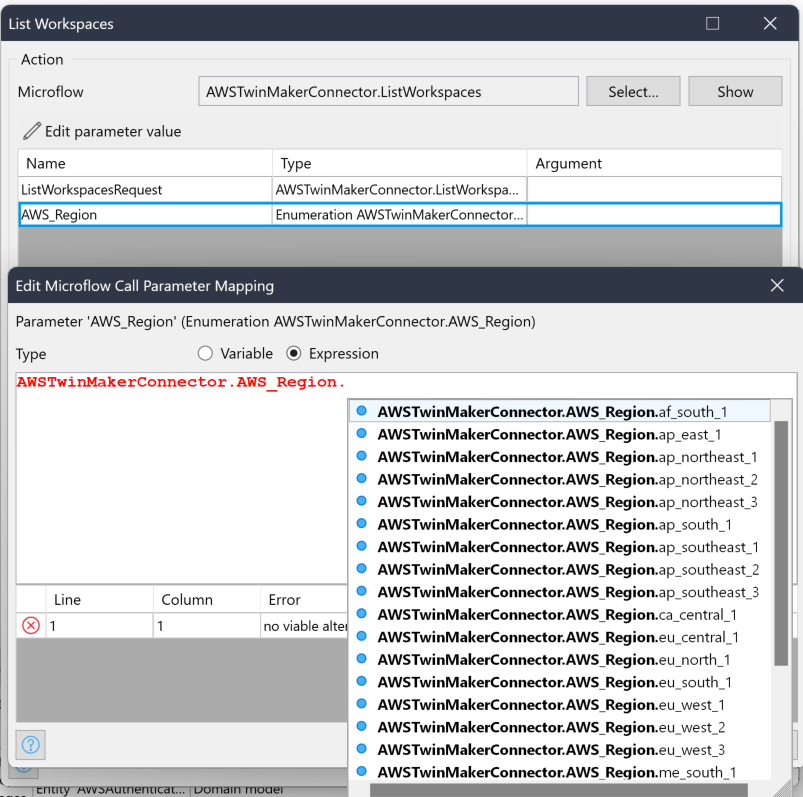 List Workspaces
Action
Microflow AWSTwinMakerConnector.ListWorkspaces Select... Show
Edit parameter value
Name Type Argument
ListWorkspacesRequest AWSTwinMakerConnector.ListWorkspa...
AWS_Region Enumeration AWSTwinMakerConnector...
Edit Microflow Call Parameter Mapping
Parameter 'AWS_Region' (Enumeration AWSTwinMakerConnector.AWS_Region)
Type Variable Expression
AWSTwinMakerConnector.AWS_Region.
AWSTwinMakerConnector.AWS_Region.af_south_1
AWSTwinMakerConnector.AWS_Region.ap_east_1
AWSTwinMakerConnector.AWS_Region.ap_northeast_1
AWSTwinMakerConnector.AWS_Region.ap_northeast_2
AWSTwinMakerConnector.AWS_Region.ap_northeast_3
AWSTwinMakerConnector.AWS_Region.ap_south_1
AWSTwinMakerConnector.AWS_Region.ap_southeast_1
AWSTwinMakerConnector.AWS_Region.ap_southeast_2
AWSTwinMakerConnector.AWS_Region.ap_southeast_3
AWSTwinMakerConnector.AWS_Region.ca_central_1
AWSTwinMakerConnector.AWS_Region.eu_central_1
AWSTwinMakerConnector.AWS_Region.eu_north_1
AWSTwinMakerConnector.AWS_Region.eu_south_1
AWSTwinMakerConnector.AWS_Region.eu_west_1
AWSTwinMakerConnector.AWS_Region.eu_west_2
AWSTwinMakerConnector.AWS_Region.eu_west_3
AWSTwinMakerConnector.AWS_Region.me_south_1
Line Column Error
1 1 no viable alter
Entity 'AWSAuthenticat... Domain model